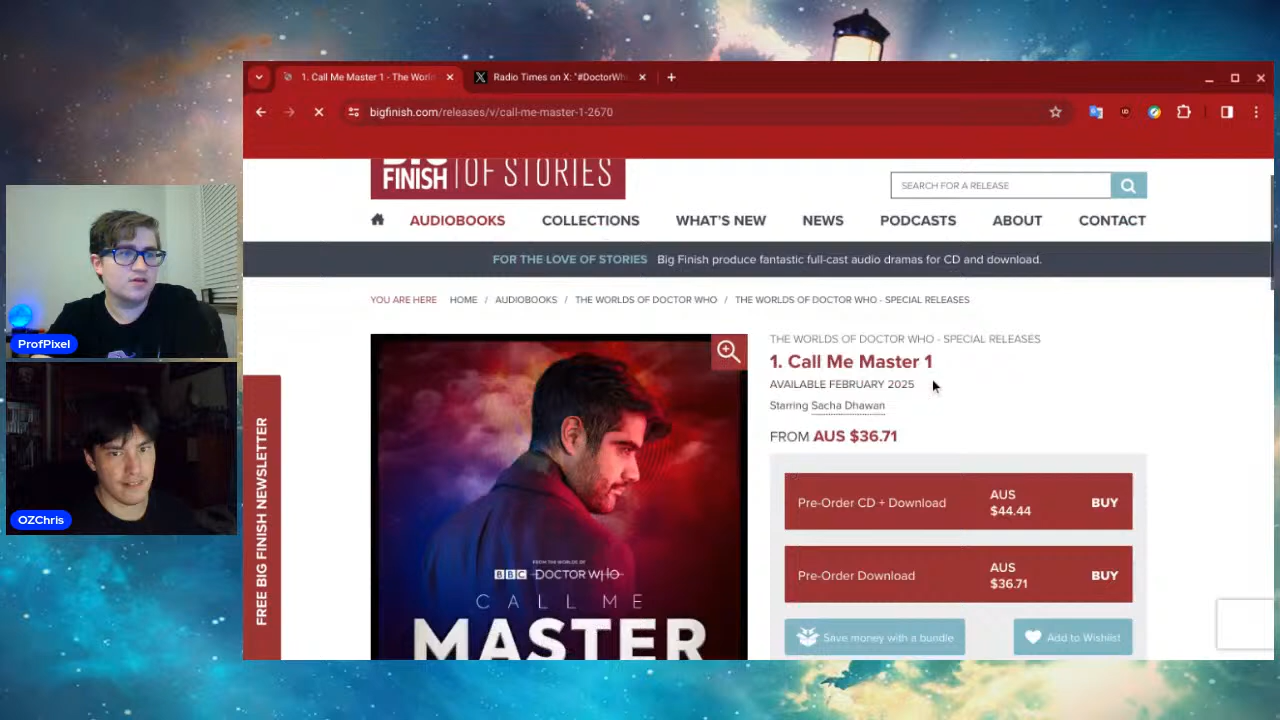 1. Call Me Master 1 - The Worl
Radio Times on X: "#DoctorWh
bigfinish.com/releases/v/call-me-master-1-2670
BIG FINISH | OF STORIES
SEARCH FOR A RELEASE
AUDIOBOOKS COLLECTIONS WHAT'S NEW NEWS PODCASTS ABOUT CONTACT
FOR THE LOVE OF STORIES Big Finish produce fantastic full-cast audio dramas for CD and download.
YOU ARE HERE HOME / AUDIOBOOKS / THE WORLDS OF DOCTOR WHO / THE WORLDS OF DOCTOR WHO - SPECIAL RELEASES
THE WORLDS OF DOCTOR WHO - SPECIAL RELEASES
1. Call Me Master 1
AVAILABLE FEBRUARY 2025
Starring Sacha Dhawan
FROM AUS $36.71
Pre-Order CD + Download AUS $44.44 BUY
Pre-Order Download AUS $36.71 BUY
Save money with a bundle
Add to Wishlist
FROM THE WORLDS OF
BBC DOCTOR WHO
CALL ME
MASTER
FREE BIG FINISH NEWSLETTER
ProfPixel
OZChris